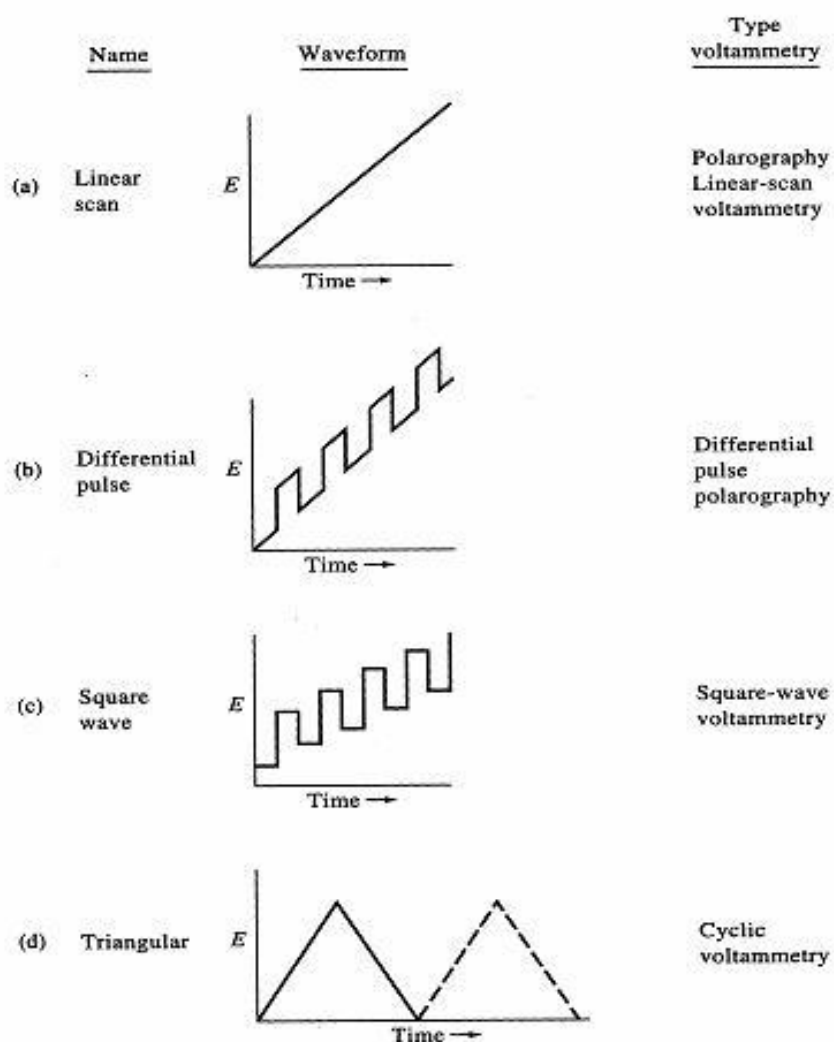 Name
Waveform
Type
voltammetry
(a)
Linear
scan
E
Time →
Polarography
Linear-scan
voltammetry
(b)
Differential
pulse
E
Time →
Differential
pulse
polarography
(c)
Square
wave
E
Time →
Square-wave
voltammetry
(d)
Triangular
E
Time →
Cyclic
voltammetry